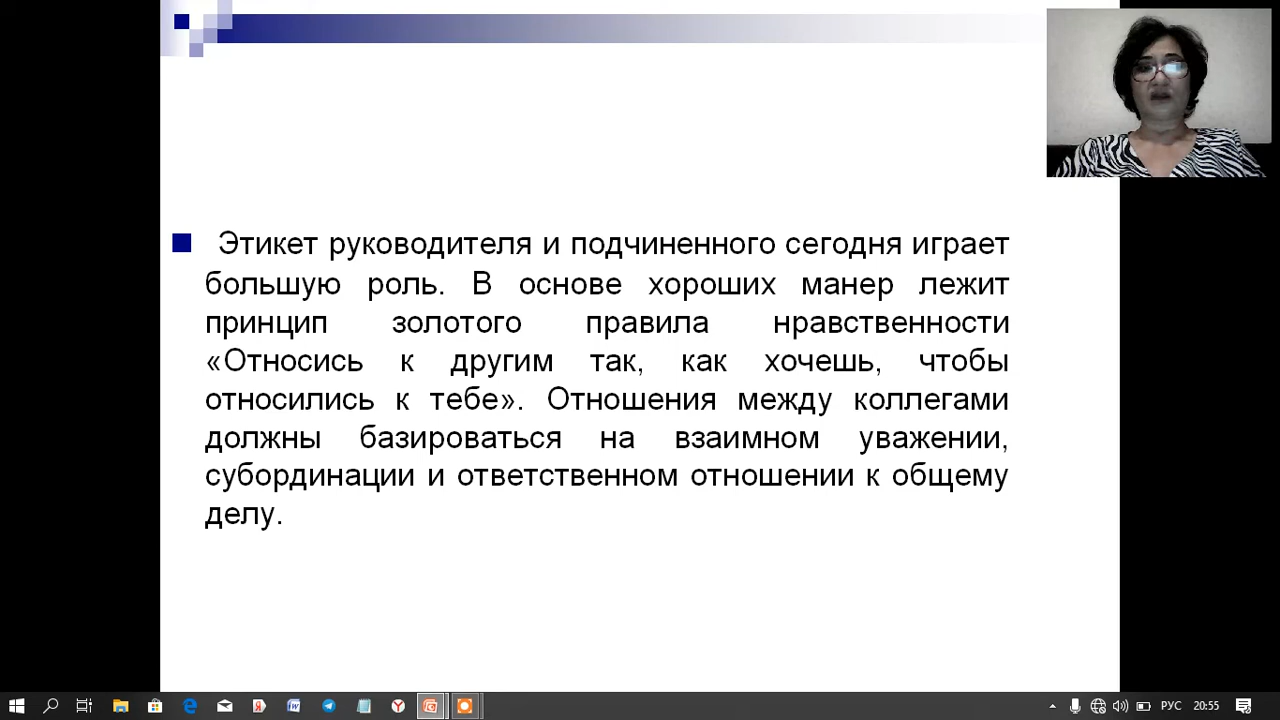 Этикет руководителя и подчиненного сегодня играет
большую роль. В основе хороших манер лежит
принцип золотого правила нравственности
«Относись к другим так, как хочешь, чтобы
относились к тебе». Отношения между коллегами
должны базироваться на взаимном уважении,
субординации и ответственном отношении к общему
делу.
РУС 20:55